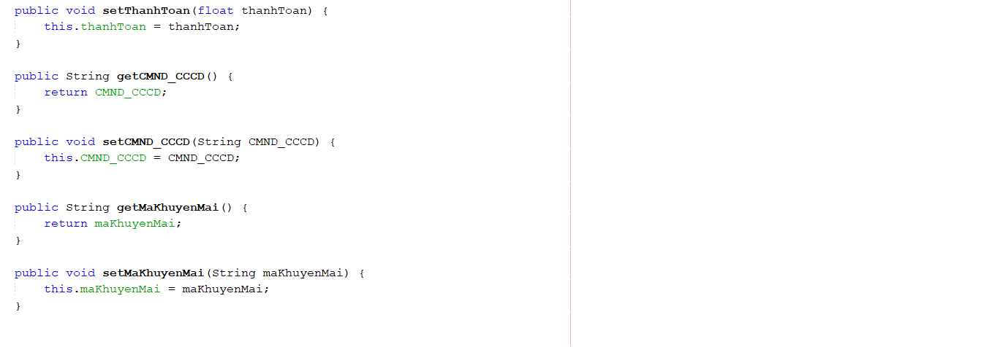 public void setThanhToan(float thanhToan) {
    this.thanhToan = thanhToan;
}
public String getCMND_CCCD() {
    return CMND_CCCD;
}
public void setCMND_CCCD(String CMND_CCCD) {
    this.CMND_CCCD = CMND_CCCD;
}
public String getMaKhuyenMai() {
    return maKhuyenMai;
}
public void setMaKhuyenMai(String maKhuyenMai) {
    this.maKhuyenMai = maKhuyenMai;
}